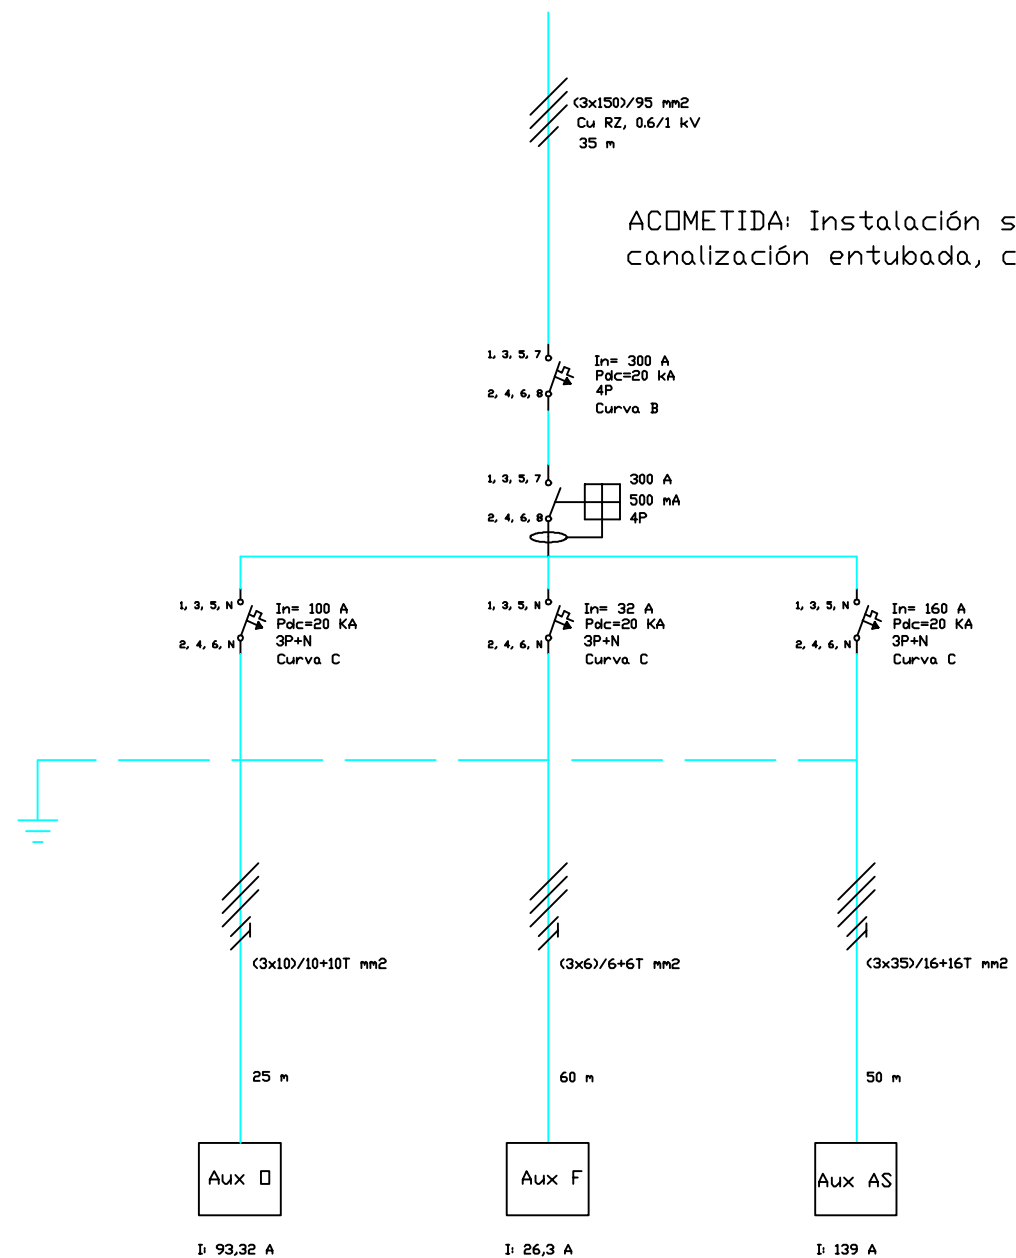 (3x150)/95 mm2
Cu RZ, 0.6/1 kV
35 m
ACOMETIDA: Instalación s
canalización entubada, c
1, 3, 5, 7
2, 4, 6, 8
In= 300 A
Pdc=20 kA
4P
Curva B
1, 3, 5, 7
2, 4, 6, 8
300 A
500 mA
4P
1, 3, 5, N
2, 4, 6, N
In= 100 A
Pdc=20 KA
3P+N
Curva C
1, 3, 5, N
2, 4, 6, N
In= 32 A
Pdc=20 KA
3P+N
Curva C
1, 3, 5, N
2, 4, 6, N
In= 160 A
Pdc=20 KA
3P+N
Curva C
(3x10)/10+10T mm2
(3x6)/6+6T mm2
(3x35)/16+16T mm2
25 m
60 m
50 m
Aux O
Aux F
Aux AS
I: 93,32 A
I: 26,3 A
I: 139 A